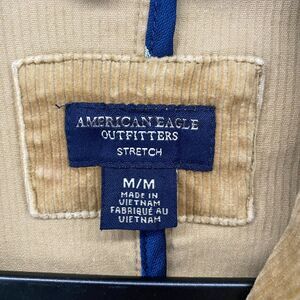 AMERICAN EAGLE
OUTFITTERS
STRETCH
M/M
MADE IN
VIETNAM
FABRIQUÉ AU
VIETNAM